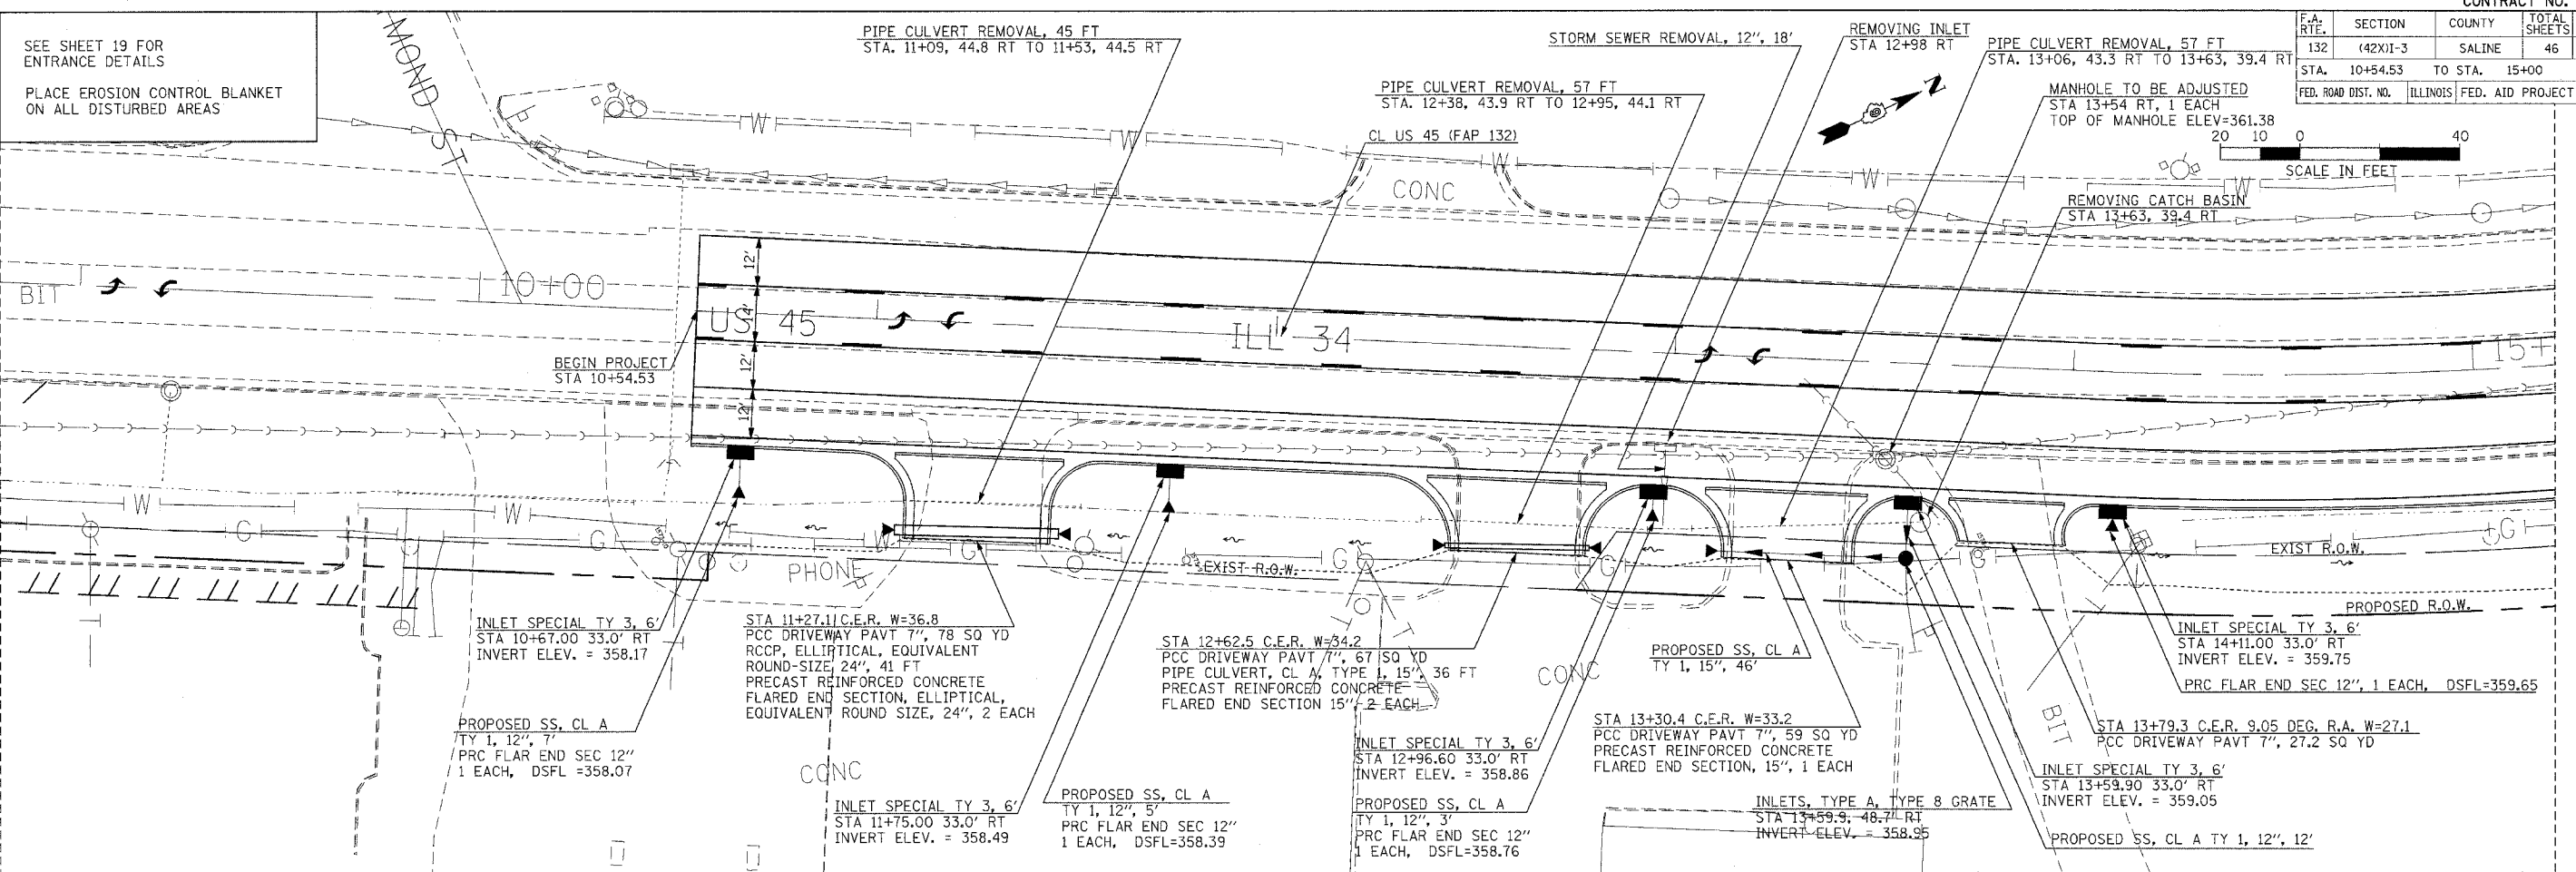 CONTRACT NO.
F.A. RTE. SECTION COUNTY TOTAL SHEETS
132 (42X)I-3 SALINE 46
STA. 10+54.53 TO STA. 15+00
FED. ROAD DIST. NO. ILLINOIS FED. AID PROJECT
SEE SHEET 19 FOR
ENTRANCE DETAILS
PLACE EROSION CONTROL BLANKET
ON ALL DISTURBED AREAS
MOND ST
PIPE CULVERT REMOVAL, 45 FT
STA. 11+09, 44.8 RT TO 11+53, 44.5 RT
PIPE CULVERT REMOVAL, 57 FT
STA. 12+38, 43.9 RT TO 12+95, 44.1 RT
CL US 45 (FAP 132)
STORM SEWER REMOVAL, 12", 18'
REMOVING INLET
STA 12+98 RT
PIPE CULVERT REMOVAL, 57 FT
STA. 13+06, 43.3 RT TO 13+63, 39.4 RT
MANHOLE TO BE ADJUSTED
STA 13+54 RT, 1 EACH
TOP OF MANHOLE ELEV=361.38
20 10 0 40
SCALE IN FEET
REMOVING CATCH BASIN
STA 13+63, 39.4 RT
N
W
W
W
W
W
CONC
BIT
10+00
US 45
ILL 34
15+
12'
14'
12'
12'
BEGIN PROJECT
STA 10+54.53
W
W
W
G
G
G
G
G
G
G
PHONE
EXIST R.O.W.
EXIST R.O.W.
PROPOSED R.O.W.
INLET SPECIAL TY 3, 6'
STA 10+67.00 33.0' RT
INVERT ELEV. = 358.17
PROPOSED SS, CL A
TY 1, 12", 7'
PRC FLAR END SEC 12"
1 EACH, DSFL =358.07
STA 11+27.1 C.E.R. W=36.8
PCC DRIVEWAY PAVT 7", 78 SQ YD
RCCP, ELLIPTICAL, EQUIVALENT
ROUND-SIZE 24", 41 FT
PRECAST REINFORCED CONCRETE
FLARED END SECTION, ELLIPTICAL,
EQUIVALENT ROUND SIZE, 24", 2 EACH
CONC
INLET SPECIAL TY 3, 6'
STA 11+75.00 33.0' RT
INVERT ELEV. = 358.49
PROPOSED SS, CL A
TY 1, 12", 5'
PRC FLAR END SEC 12"
1 EACH, DSFL=358.39
STA 12+62.5 C.E.R. W=34.2
PCC DRIVEWAY PAVT 7", 67 SQ YD
PIPE CULVERT, CL A, TYPE 1, 15", 36 FT
PRECAST REINFORCED CONCRETE
FLARED END SECTION 15", 2 EACH
INLET SPECIAL TY 3, 6'
STA 12+96.60 33.0' RT
INVERT ELEV. = 358.86
PROPOSED SS, CL A
TY 1, 12", 3'
PRC FLAR END SEC 12"
1 EACH, DSFL=358.76
CONC
PROPOSED SS, CL A
TY 1, 15", 46'
STA 13+30.4 C.E.R. W=33.2
PCC DRIVEWAY PAVT 7", 59 SQ YD
PRECAST REINFORCED CONCRETE
FLARED END SECTION, 15", 1 EACH
INLETS, TYPE A, TYPE 8 GRATE
STA 13+59.9, 48.7' RT
INVERT ELEV. = 358.95
BIT
INLET SPECIAL TY 3, 6'
STA 14+11.00 33.0' RT
INVERT ELEV. = 359.75
PRC FLAR END SEC 12", 1 EACH, DSFL=359.65
STA 13+79.3 C.E.R. 9.05 DEG. R.A. W=27.1
PCC DRIVEWAY PAVT 7", 27.2 SQ YD
INLET SPECIAL TY 3, 6'
STA 13+59.90 33.0' RT
INVERT ELEV. = 359.05
PROPOSED SS, CL A TY 1, 12", 12'